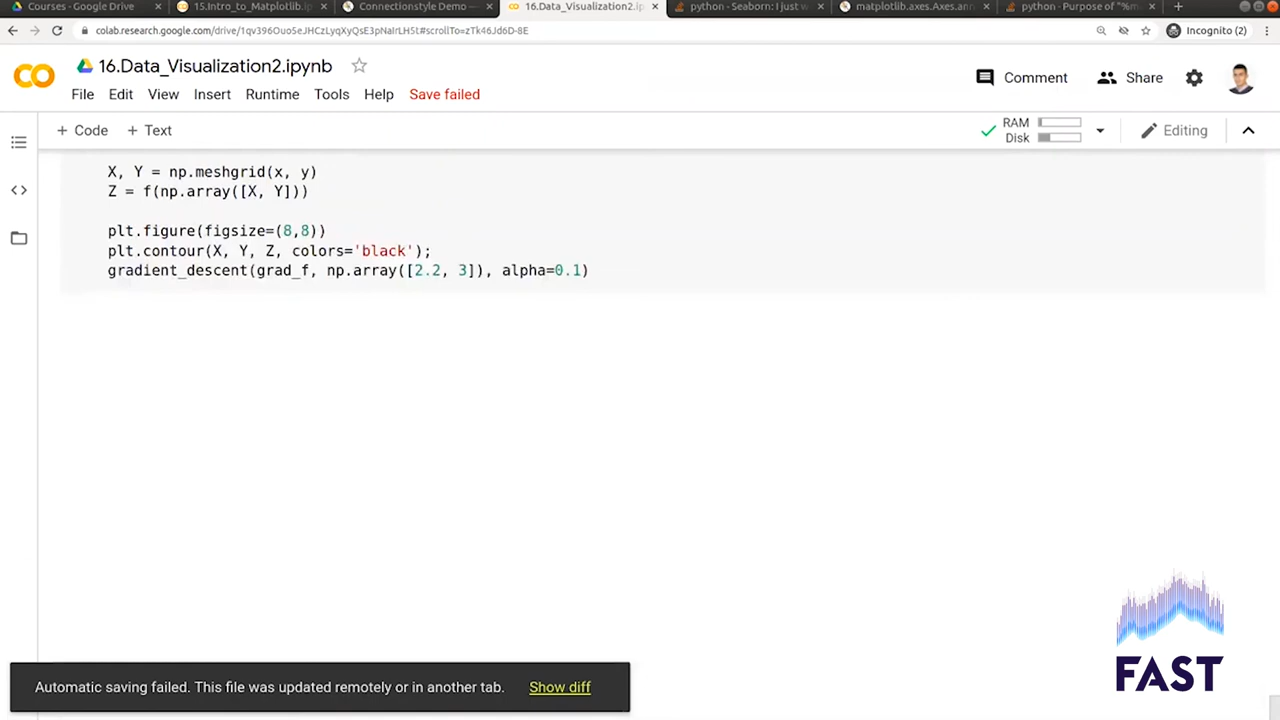 Courses - Google Drive
15.Intro_to_Matplotlib.ip
Connectionstyle Demo —
16.Data_Visualization2.ip
python - Seaborn: I just w
matplotlib.axes.Axes.ann
python - Purpose of "%m
colab.research.google.com/drive/1qv396Ouo5eJHCzLyqXyQsE3pNaIrLH5t#scrollTo=zTk46Jd6D-8E
Incognito (2)
CO
16.Data_Visualization2.ipynb
Comment
Share
File Edit View Insert Runtime Tools Help Save failed
+ Code + Text
RAM
Disk
Editing
X, Y = np.meshgrid(x, y)
Z = f(np.array([X, Y]))
plt.figure(figsize=(8,8))
plt.contour(X, Y, Z, colors='black');
gradient_descent(grad_f, np.array([2.2, 3]), alpha=0.1)
FAST
Automatic saving failed. This file was updated remotely or in another tab. Show diff